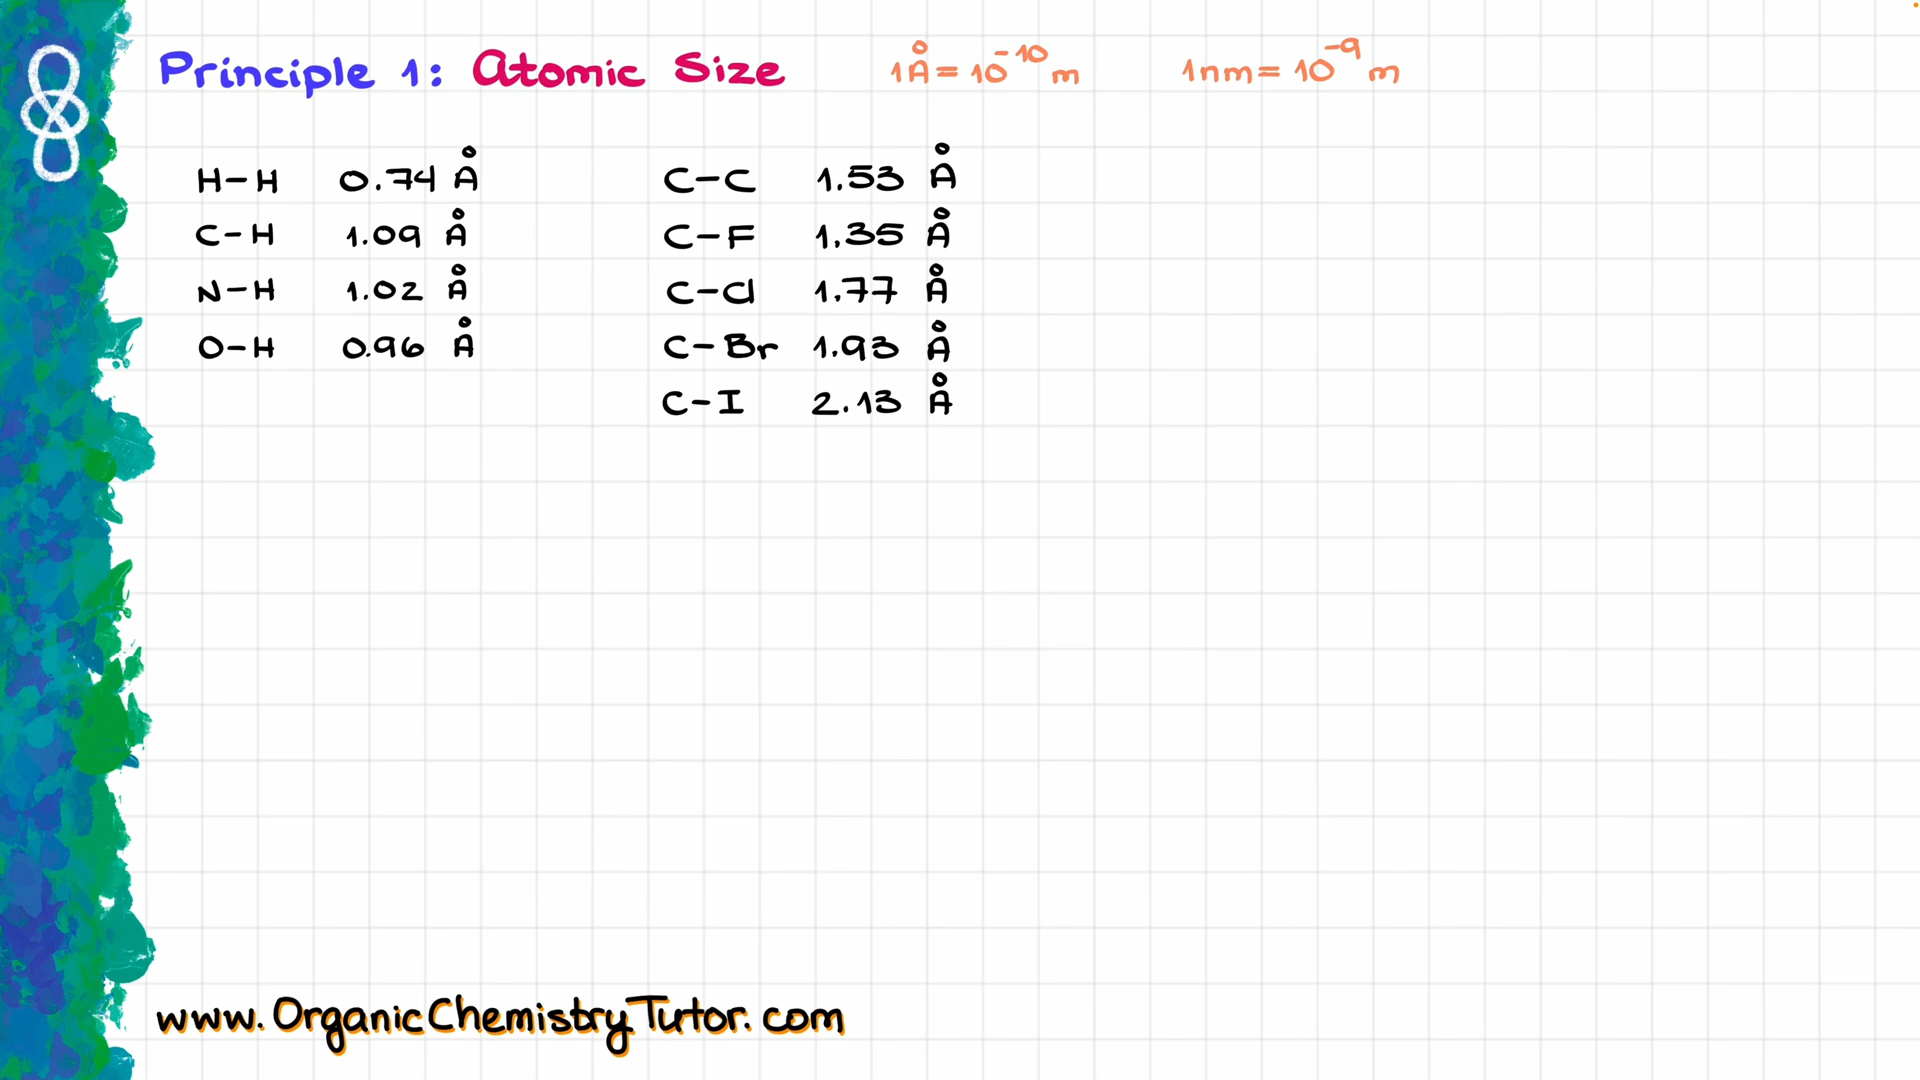 Principle 1: Atomic Size 1Å = 10⁻¹⁰ m 1nm = 10⁻⁹ m
H-H 0.74 Å
C-H 1.09 Å
N-H 1.02 Å
O-H 0.96 Å
C-C 1.53 Å
C-F 1.35 Å
C-Cl 1.77 Å
C-Br 1.93 Å
C-I 2.13 Å
www.OrganicChemistryTutor.com